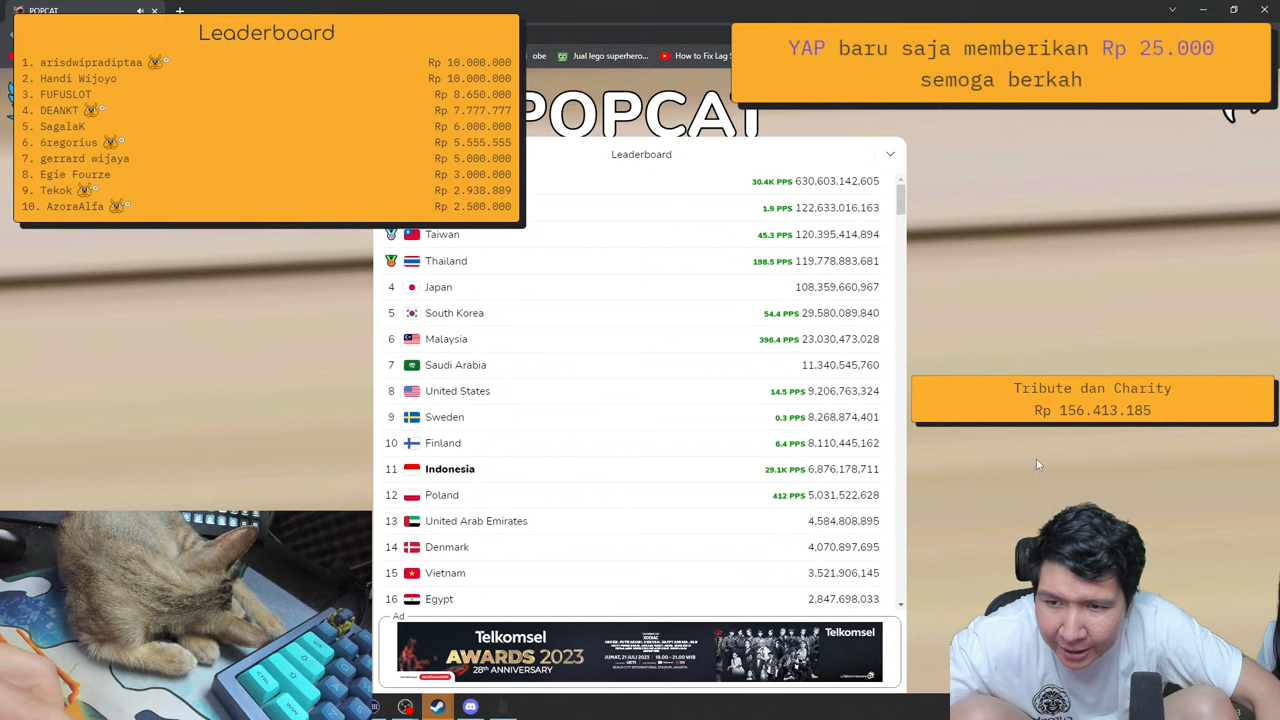 POPCAT
Leaderboard
1. arisdwipradiptaa Rp 10.000.000
2. Handi Wijoyo Rp 10.000.000
3. FUFUSLOT Rp 8.650.000
4. DEANKT Rp 7.777.777
5. SagalaK Rp 6.000.000
6. 6regorius Rp 5.555.555
7. gerrard wijaya Rp 5.000.000
8. Egie Fourze Rp 3.000.000
9. Tekok Rp 2.938.889
10. AzoraAlfa Rp 2.500.000
obe
Jual lego superhero...
How to Fix Lag S
YAP baru saja memberikan Rp 25.000
semoga berkah
POPCAT
Leaderboard
30.4K PPS 630,603,142,605
1.9 PPS 122,633,016,163
Taiwan 45.3 PPS 120,395,414,894
Thailand 198.5 PPS 119,778,883,681
4 Japan 108,359,660,967
5 South Korea 54.4 PPS 29,580,089,840
6 Malaysia 396.4 PPS 23,030,473,028
7 Saudi Arabia 11,340,545,760
8 United States 14.5 PPS 9,206,763,324
9 Sweden 0.3 PPS 8,268,874,401
10 Finland 6.4 PPS 8,110,445,162
11 Indonesia 29.1K PPS 6,876,178,711
12 Poland 412 PPS 5,031,522,628
13 United Arab Emirates 4,584,808,895
14 Denmark 4,070,897,695
15 Vietnam 3,521,906,145
16 Egypt 2,847,698,033
Tribute dan Charity
Rp 156.413.185
Ad
Telkomsel
AWARDS 2023
28th ANNIVERSARY
JUMAT, 21 JULI 2023 | 19.00 - 21.00 WIB
Telkomsel
CTRL
WIN